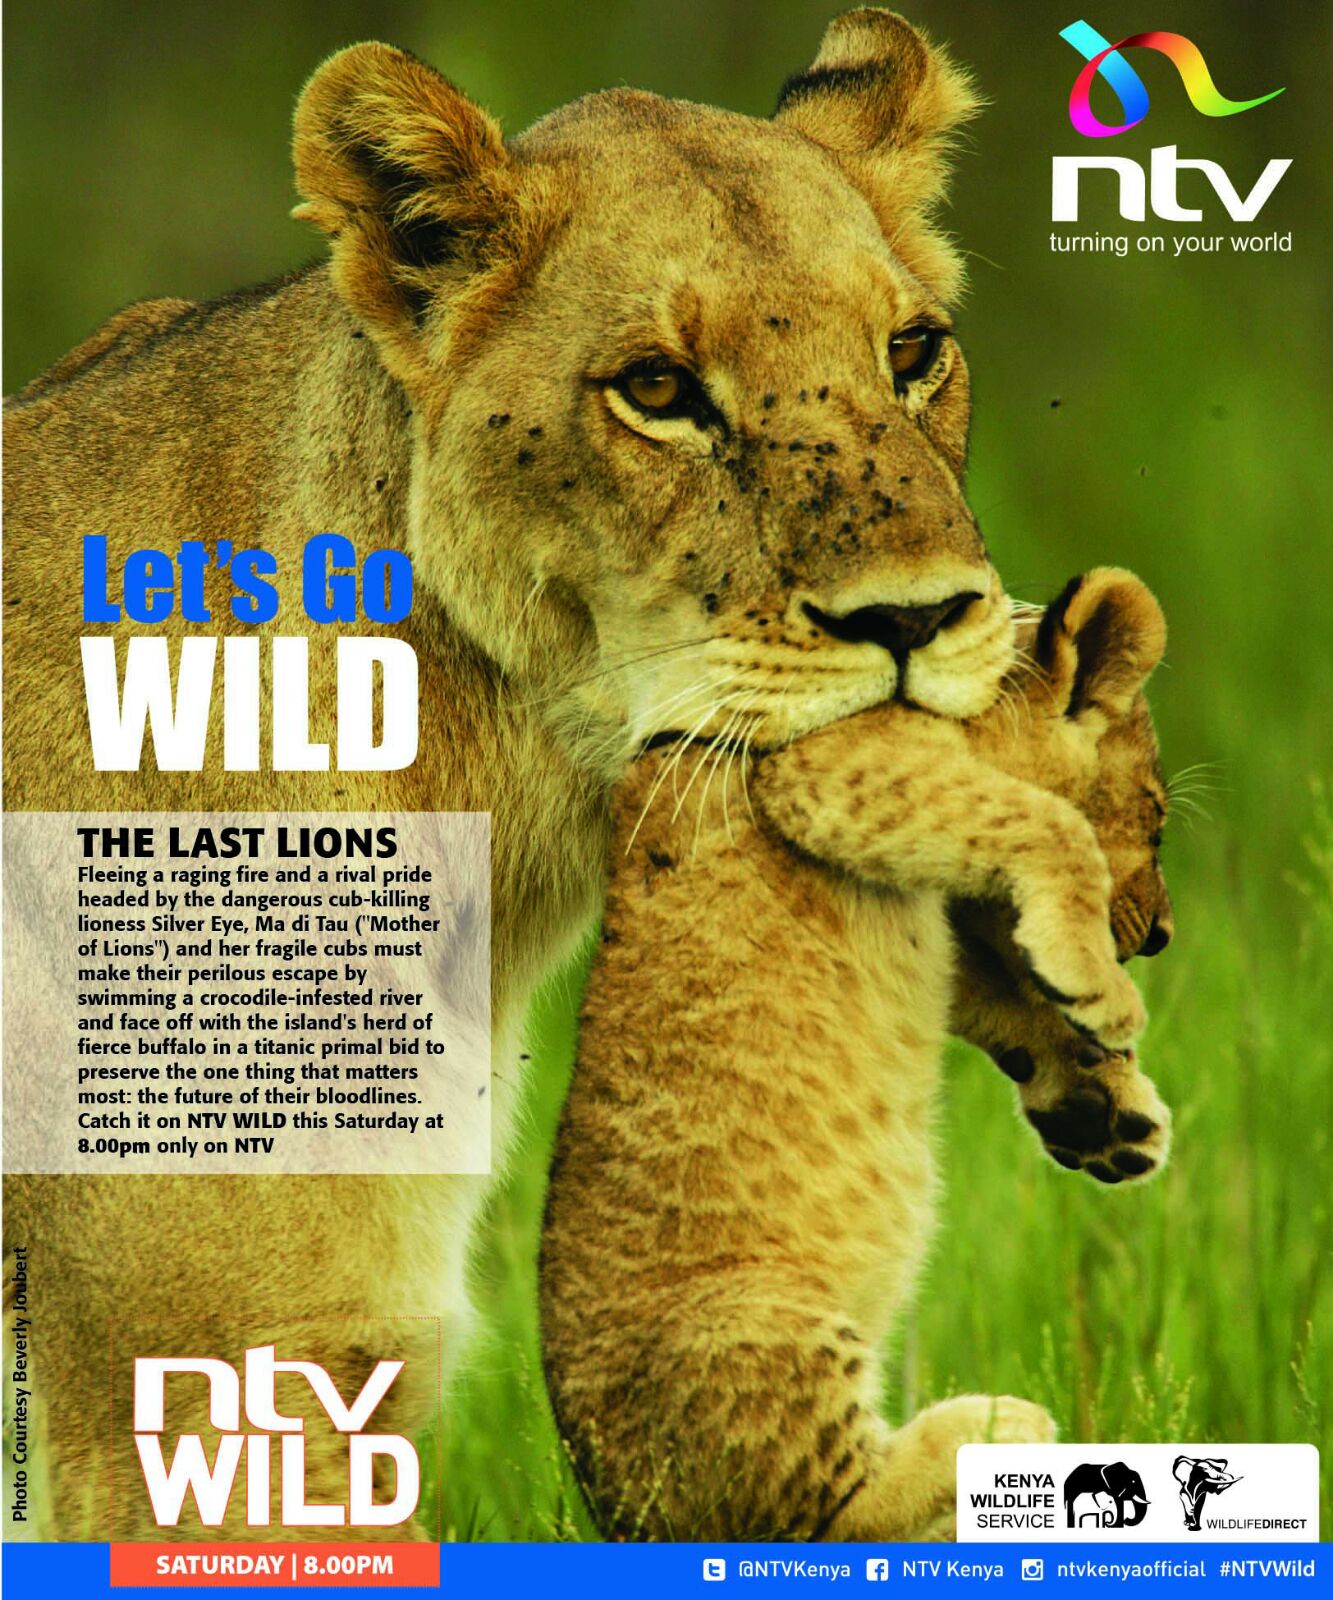 ntv
turning on your world
Let's Go
WILD
THE LAST LIONS
Fleeing a raging fire and a rival pride
headed by the dangerous cub-killing
lioness Silver Eye, Ma di Tau ("Mother
of Lions") and her fragile cubs must
make their perilous escape by
swimming a crocodile-infested river
and face off with the island's herd of
fierce buffalo in a titanic primal bid to
preserve the one thing that matters
most: the future of their bloodlines.
Catch it on NTV WILD this Saturday at
8.00pm only on NTV
Photo Courtesy Beverly Joubert
ntv
WILD
SATURDAY | 8.00PM
KENYA
WILDLIFE
SERVICE
WILDLIFEDIRECT
@NTVKenya NTV Kenya ntvkenyaofficial #NTVWild